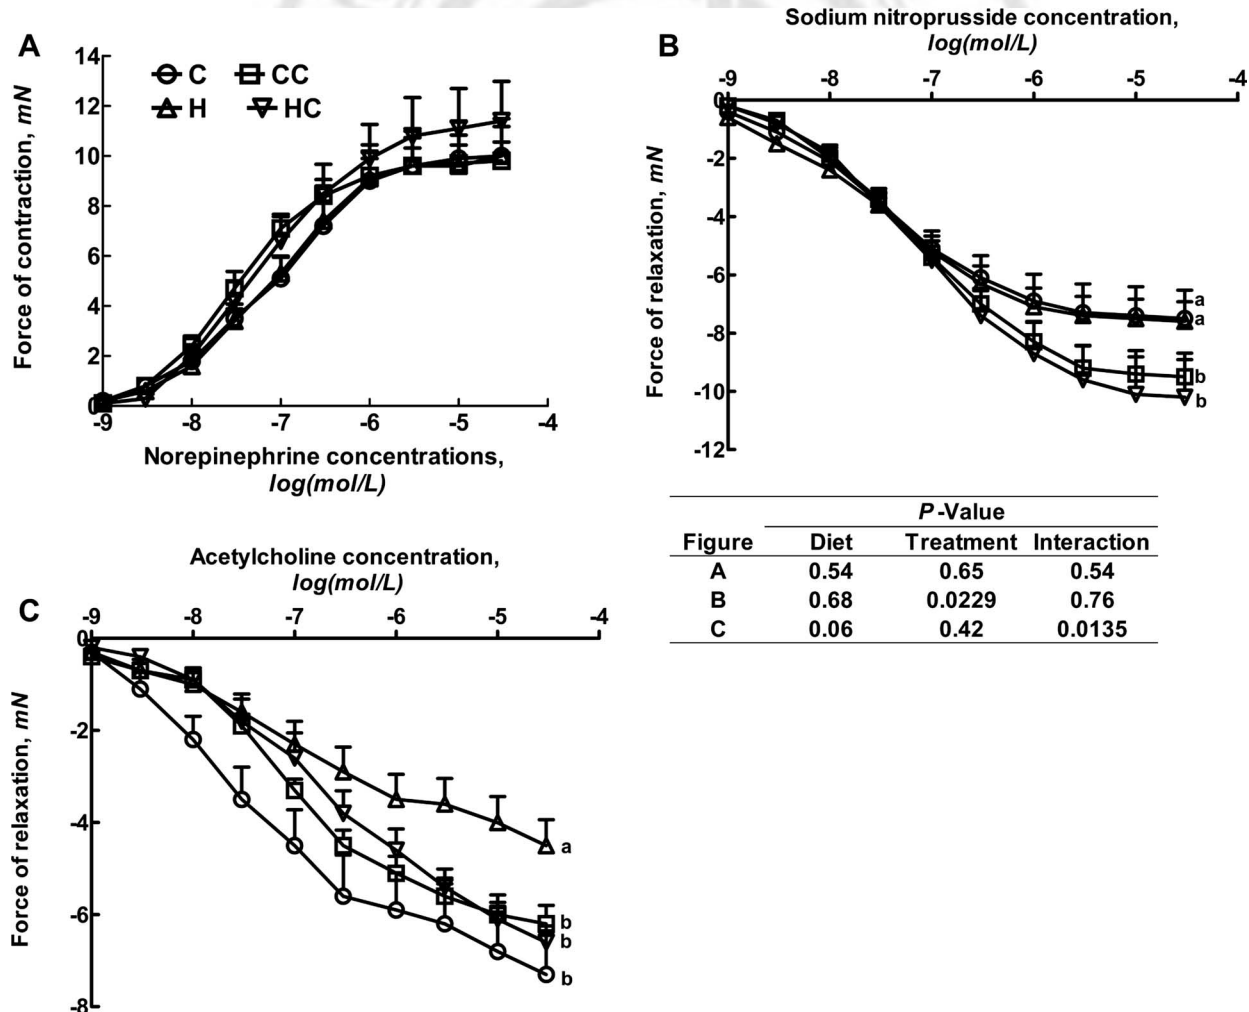 A
14
12
10
8
6
4
2
0
Force of contraction, mN
C
CC
H
HC
-9 -8 -7 -6 -5 -4
Norepinephrine concentrations,
log(mol/L)
B
Sodium nitroprusside concentration,
log(mol/L)
-9 -8 -7 -6 -5 -4
0
-2
-4
-6
-8
-10
-12
Force of relaxation, mN
a
a
b
b
P-Value
Figure Diet Treatment Interaction
A 0.54 0.65 0.54
B 0.68 0.0229 0.76
C 0.06 0.42 0.0135
C
Acetylcholine concentration,
log(mol/L)
-9 -8 -7 -6 -5 -4
0
-2
-4
-6
-8
Force of relaxation, mN
a
b
b
b